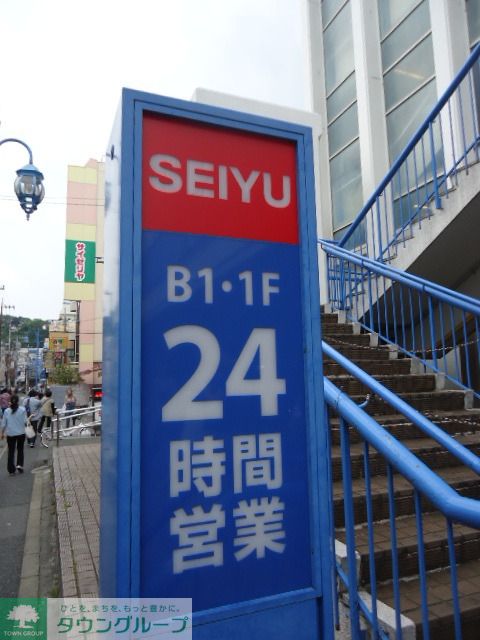 SEIYU
B1・1F
24
時間
営業
サイゼリヤ
ひとを、まちを、もっと豊かに。
タウングループ
TOWN GROUP